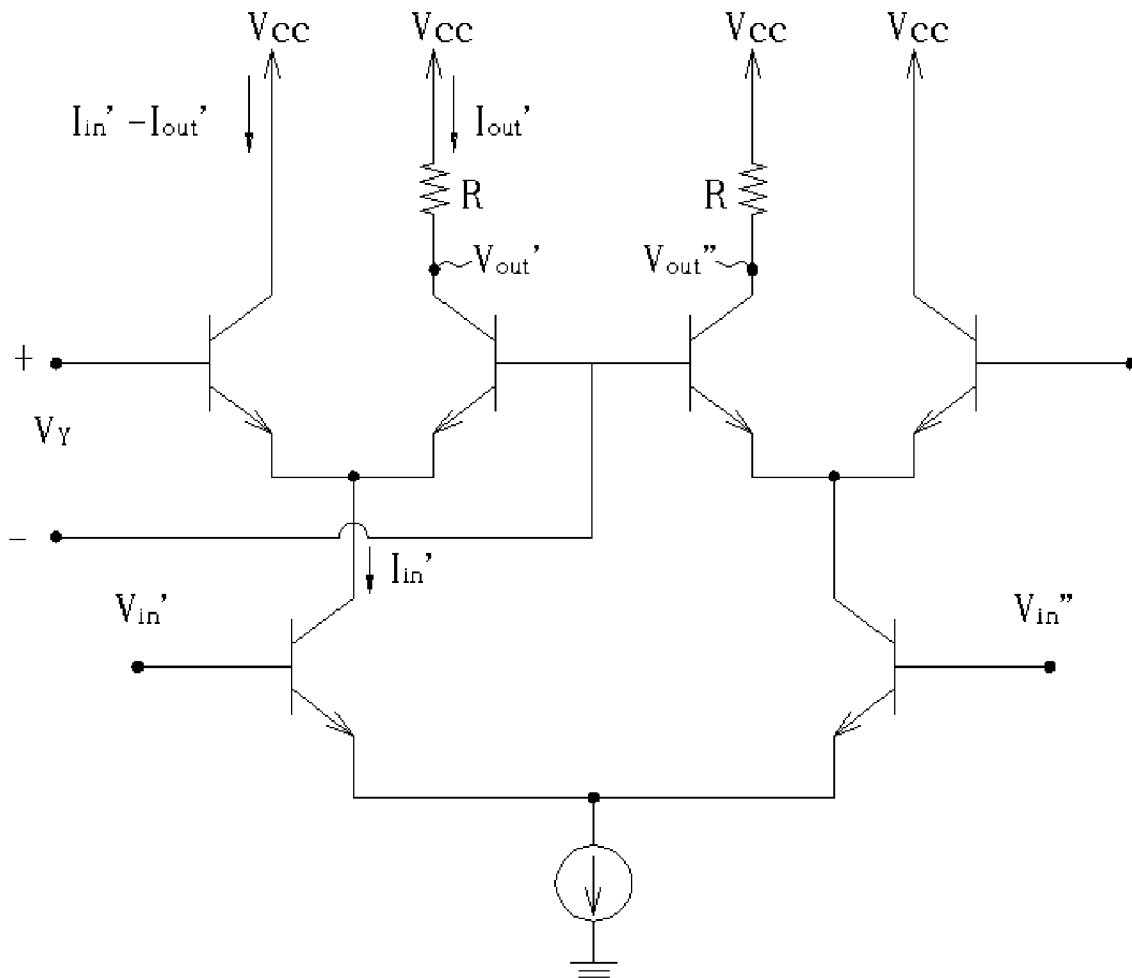 Vcc Vcc Vcc Vcc
Iin' -Iout' Iout'
R R
Vout' Vout"
+
VY
-
Iin'
Vin' Vin"